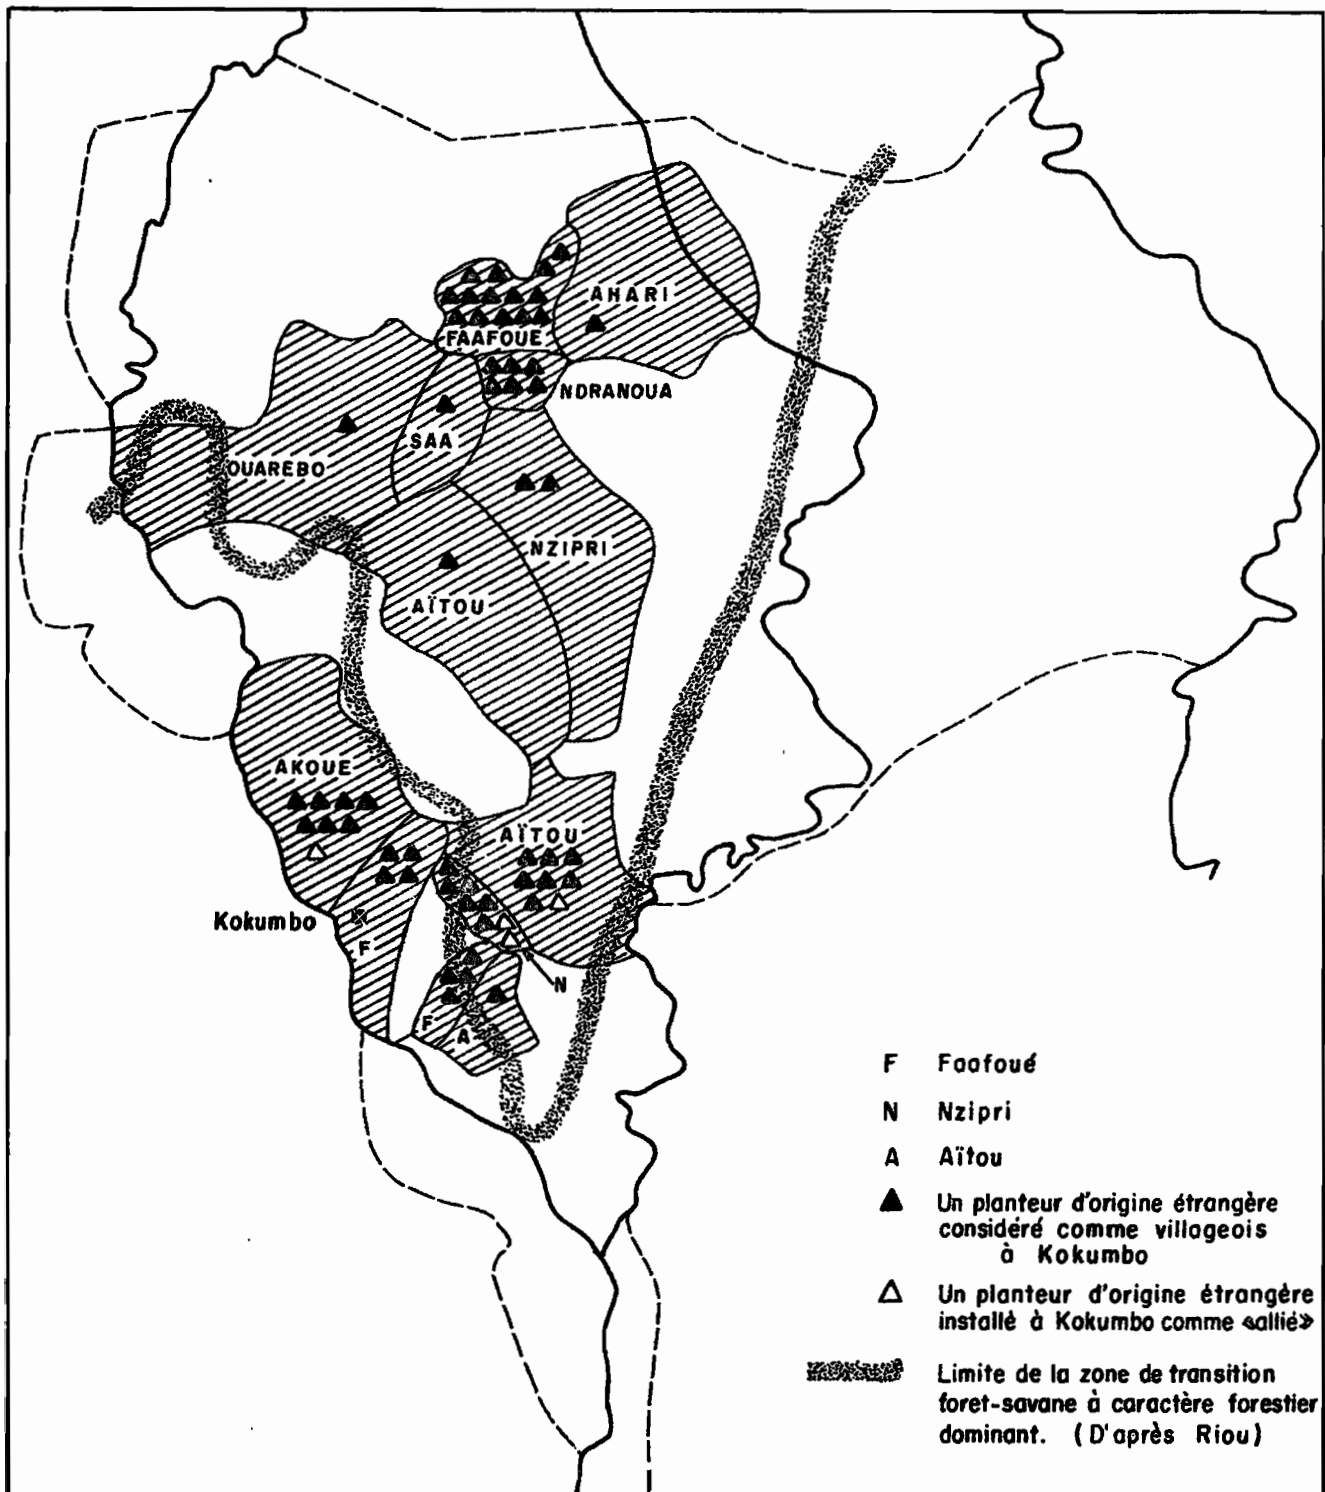 AHARI
FAAFOUE
NDRANOUA
SAA
OUAREBO
NZIPRI
AÏTOU
AKOUE
AÏTOU
Kokumbo
F
N
F
A
F Faafoué
N Nzipri
A Aïtou
Un planteur d'origine étrangère
considéré comme villageois
à Kokumbo
Un planteur d'origine étrangère
installé à Kokumbo comme «allié»
Limite de la zone de transition
foret-savane à caractère forestier
dominant. (D'après Riou)